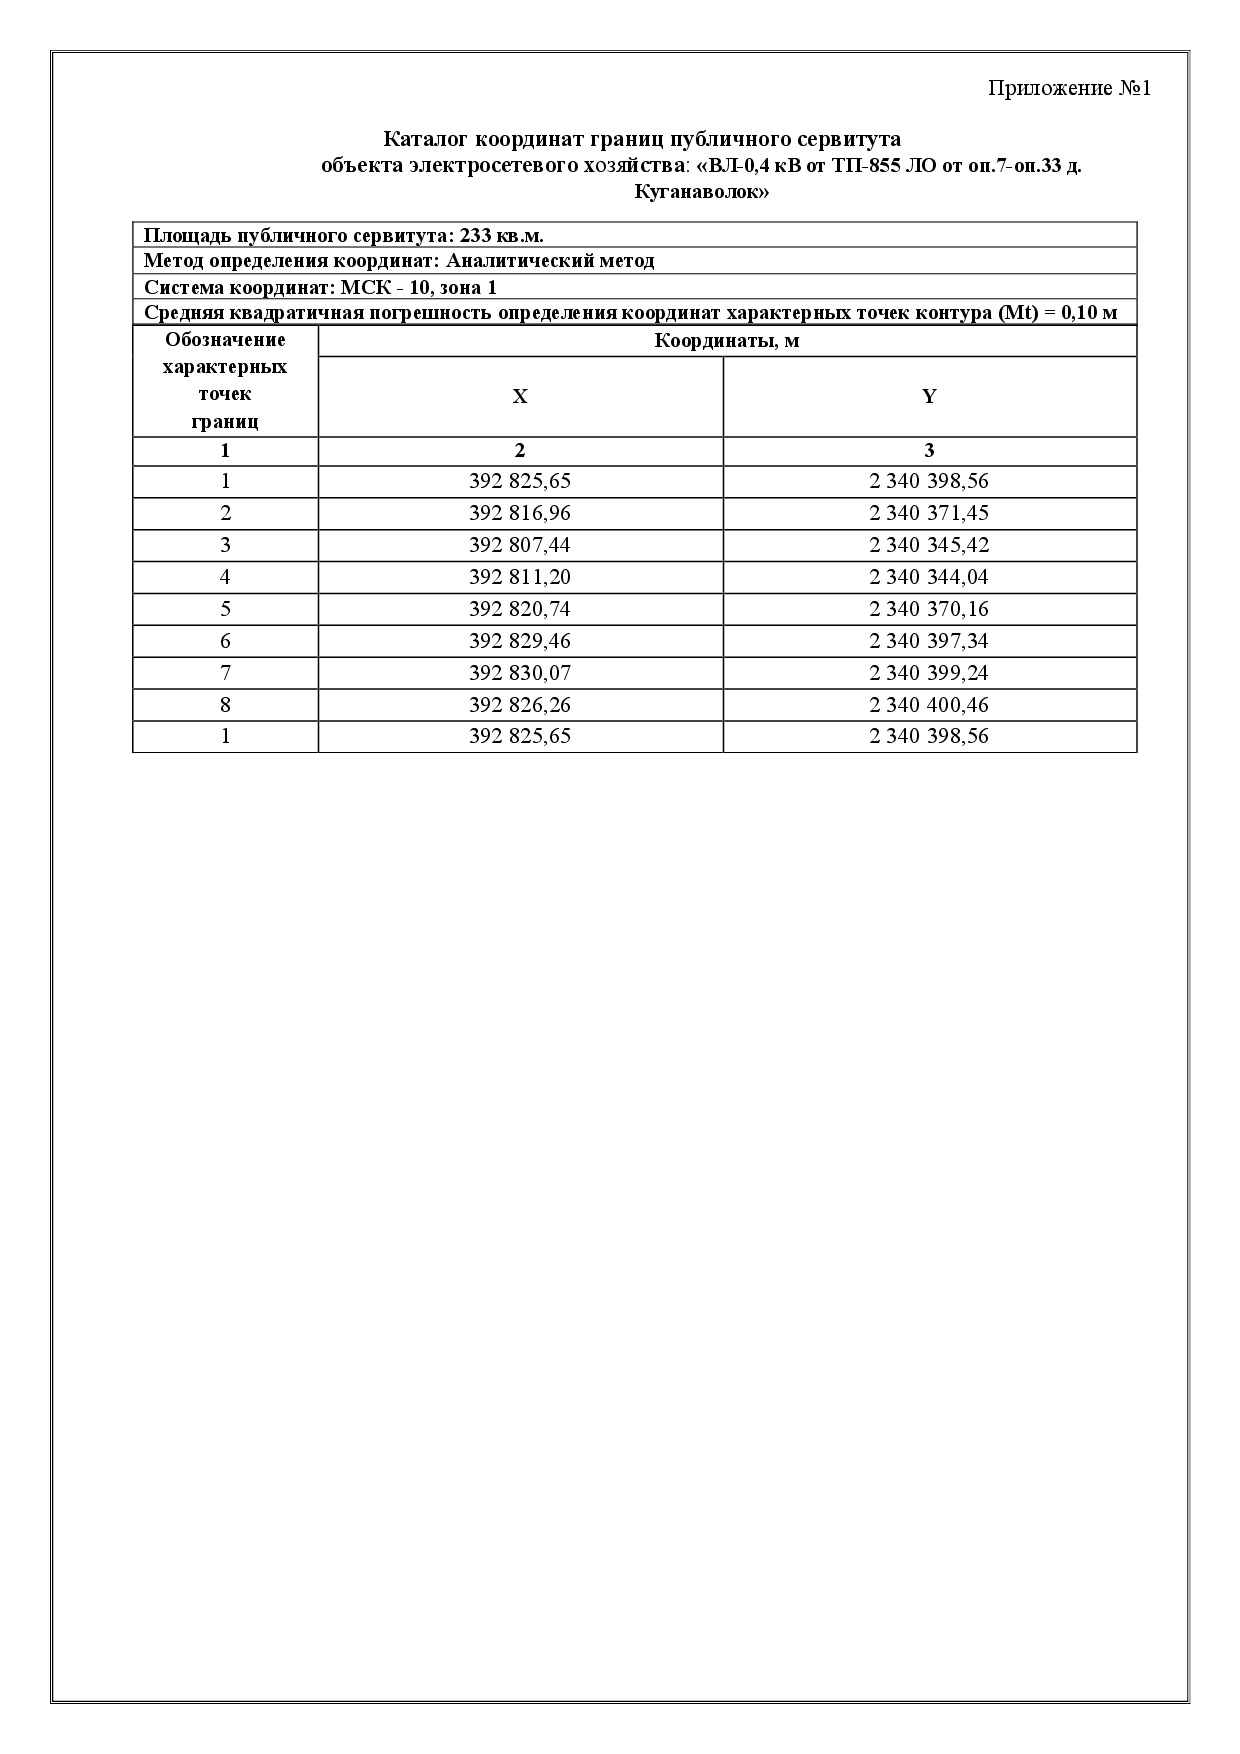 Приложение №1
Каталог координат границ публичного сервитута
объекта электросетевого хозяйства: «ВЛ-0,4 кВ от ТП-855 ЛО от оп.7-оп.33 д.
Куганаволок»
Площадь публичного сервитута: 233 кв.м.
Метод определения координат: Аналитический метод
Система координат: МСК - 10, зона 1
Средняя квадратичная погрешность определения координат характерных точек контура (Mt) = 0,10 м
Обозначение
характерных
точек
границ
Координаты, м
X Y
1 2 3
1 392 825,65 2 340 398,56
2 392 816,96 2 340 371,45
3 392 807,44 2 340 345,42
4 392 811,20 2 340 344,04
5 392 820,74 2 340 370,16
6 392 829,46 2 340 397,34
7 392 830,07 2 340 399,24
8 392 826,26 2 340 400,46
1 392 825,65 2 340 398,56